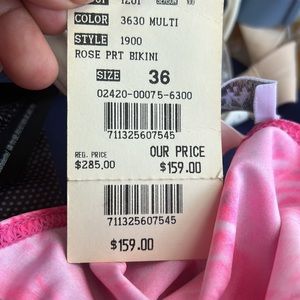 COLOR 3630 MULTI
STYLE 1900
ROSE PRT BIKINI
SIZE 36
02420-00075-6300
711325607545
REG. PRICE
OUR PRICE
$285.00
$159.00
711325607545
$159.00